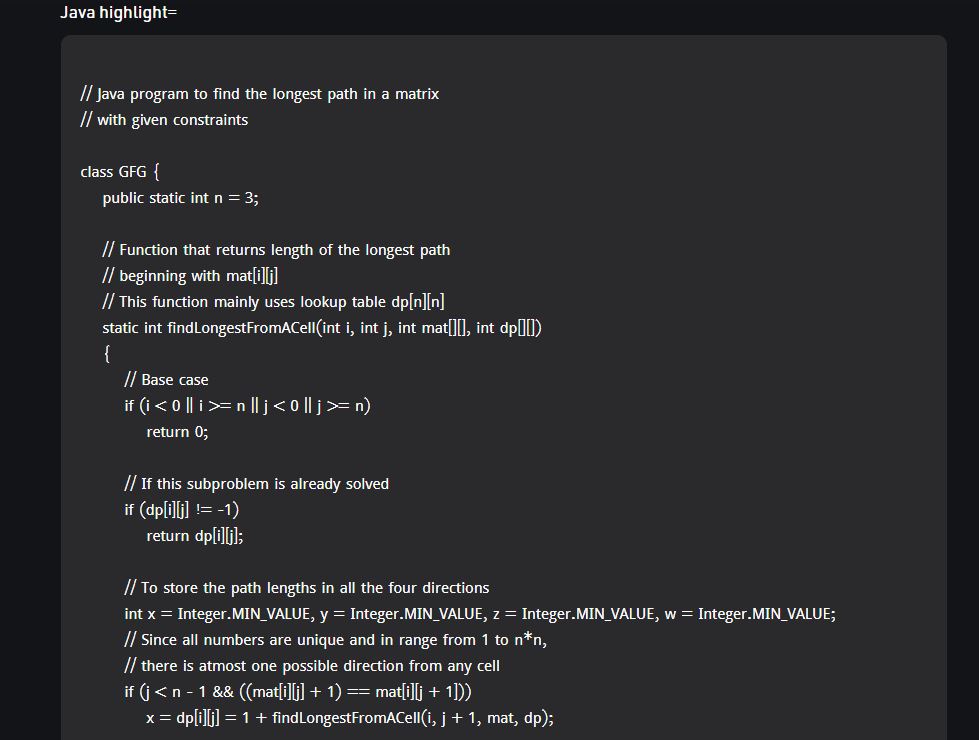 Java highlight=
// Java program to find the longest path in a matrix
// with given constraints
class GFG {
public static int n = 3;
// Function that returns length of the longest path
// beginning with mat[i][j]
// This function mainly uses lookup table dp[n][n]
static int findLongestFromACell(int i, int j, int mat[][], int dp[][])
{
// Base case
if (i < 0 || i >= n || j < 0 || j >= n)
return 0;
// If this subproblem is already solved
if (dp[i][j] != -1)
return dp[i][j];
// To store the path lengths in all the four directions
int x = Integer.MIN_VALUE, y = Integer.MIN_VALUE, z = Integer.MIN_VALUE, w = Integer.MIN_VALUE;
// Since all numbers are unique and in range from 1 to n*n,
// there is atmost one possible direction from any cell
if (j < n - 1 && ((mat[i][j] + 1) == mat[i][j + 1]))
x = dp[i][j] = 1 + findLongestFromACell(i, j + 1, mat, dp);